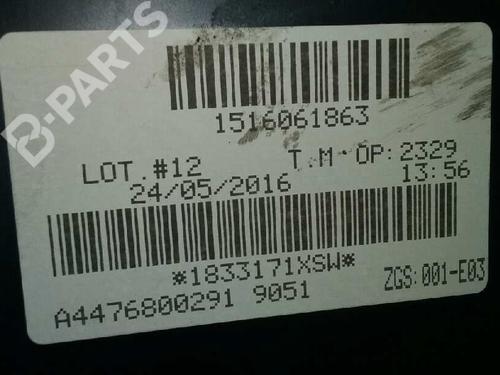 B-PARTS
1516061863
LOT.#12 T.M OP:2329
24/05/2016 13:56
*1833171XSW*
A4476800291 9051 ZGS:001-E03